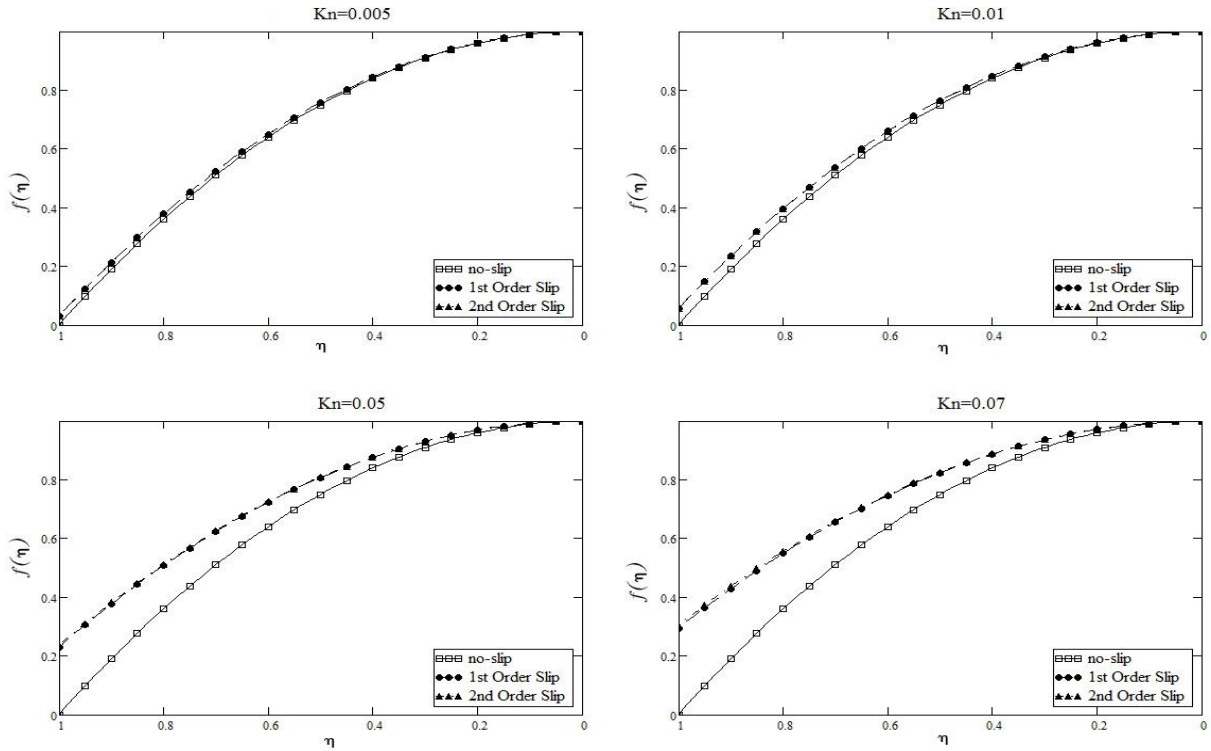 Kn=0.005
f(η)
0.8
0.6
0.4
0.2
0
1
0.8
0.6
0.4
0.2
0
η
no-slip
1st Order Slip
2nd Order Slip
Kn=0.01
f(η)
0.8
0.6
0.4
0.2
0
1
0.8
0.6
0.4
0.2
0
η
no-slip
1st Order Slip
2nd Order Slip
Kn=0.05
f(η)
0.8
0.6
0.4
0.2
0
1
0.8
0.6
0.4
0.2
0
η
no-slip
1st Order Slip
2nd Order Slip
Kn=0.07
f(η)
0.8
0.6
0.4
0.2
0
1
0.8
0.6
0.4
0.2
0
η
no-slip
1st Order Slip
2nd Order Slip